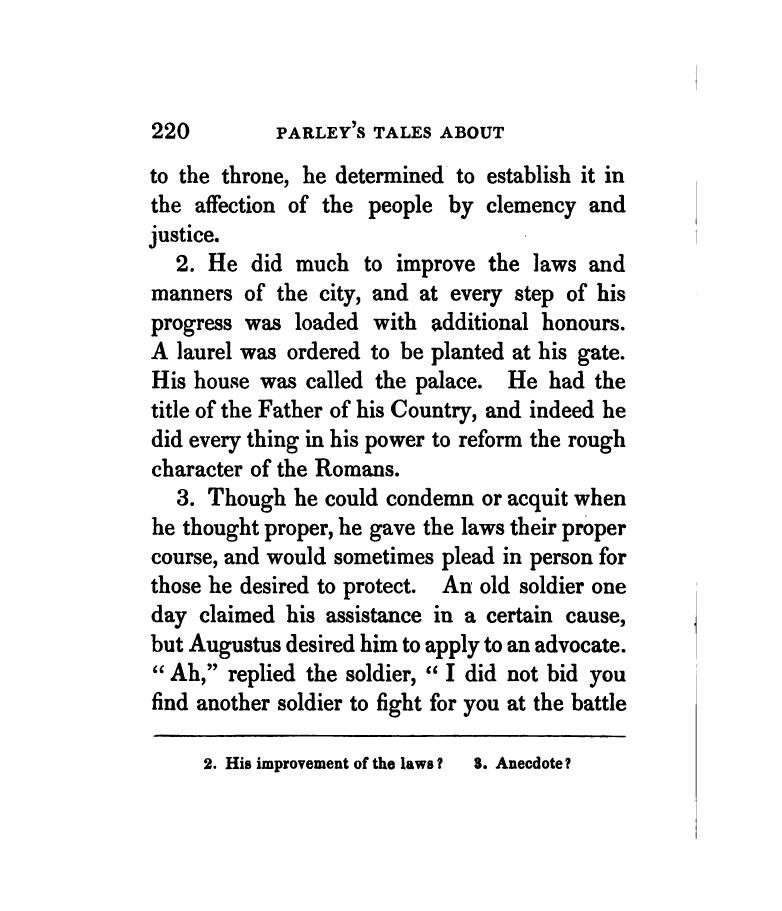 220 PARLEY'S TALES ABOUT
to the throne, he determined to establish it in
the affection of the people by clemency and
justice.
2. He did much to improve the laws and
manners of the city, and at every step of his
progress was loaded with additional honours.
A laurel was ordered to be planted at his gate.
His house was called the palace. He had the
title of the Father of his Country, and indeed he
did every thing in his power to reform the rough
character of the Romans.
3. Though he could condemn or acquit when
he thought proper, he gave the laws their proper
course, and would sometimes plead in person for
those he desired to protect. An old soldier one
day claimed his assistance in a certain cause,
but Augustus desired him to apply to an advocate.
“Ah,” replied the soldier, “I did not bid you
find another soldier to fight for you at the battle
2. His improvement of the laws? 3. Anecdote?